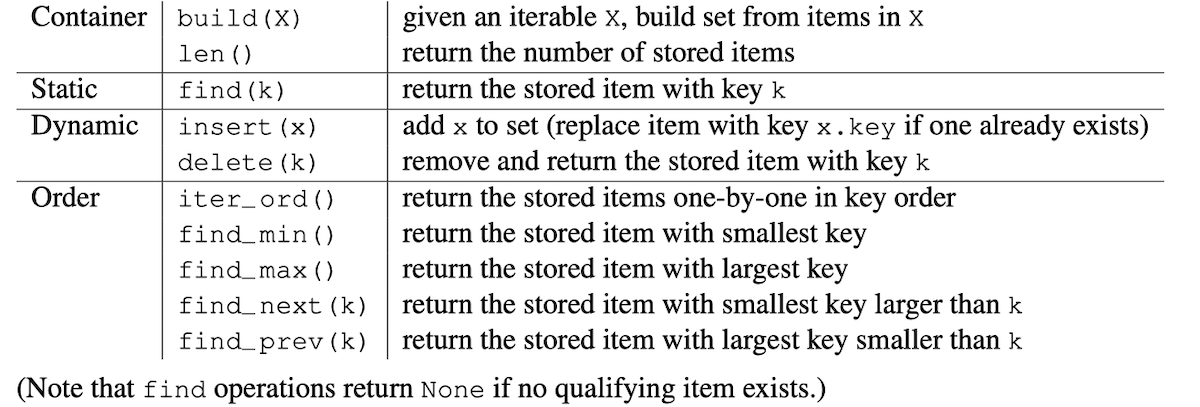 Container build(X) given an iterable X, build set from items in X
len() return the number of stored items
Static find(k) return the stored item with key k
Dynamic insert(x) add x to set (replace item with key x.key if one already exists)
delete(k) remove and return the stored item with key k
Order iter_ord() return the stored items one-by-one in key order
find_min() return the stored item with smallest key
find_max() return the stored item with largest key
find_next(k) return the stored item with smallest key larger than k
find_prev(k) return the stored item with largest key smaller than k
(Note that find operations return None if no qualifying item exists.)